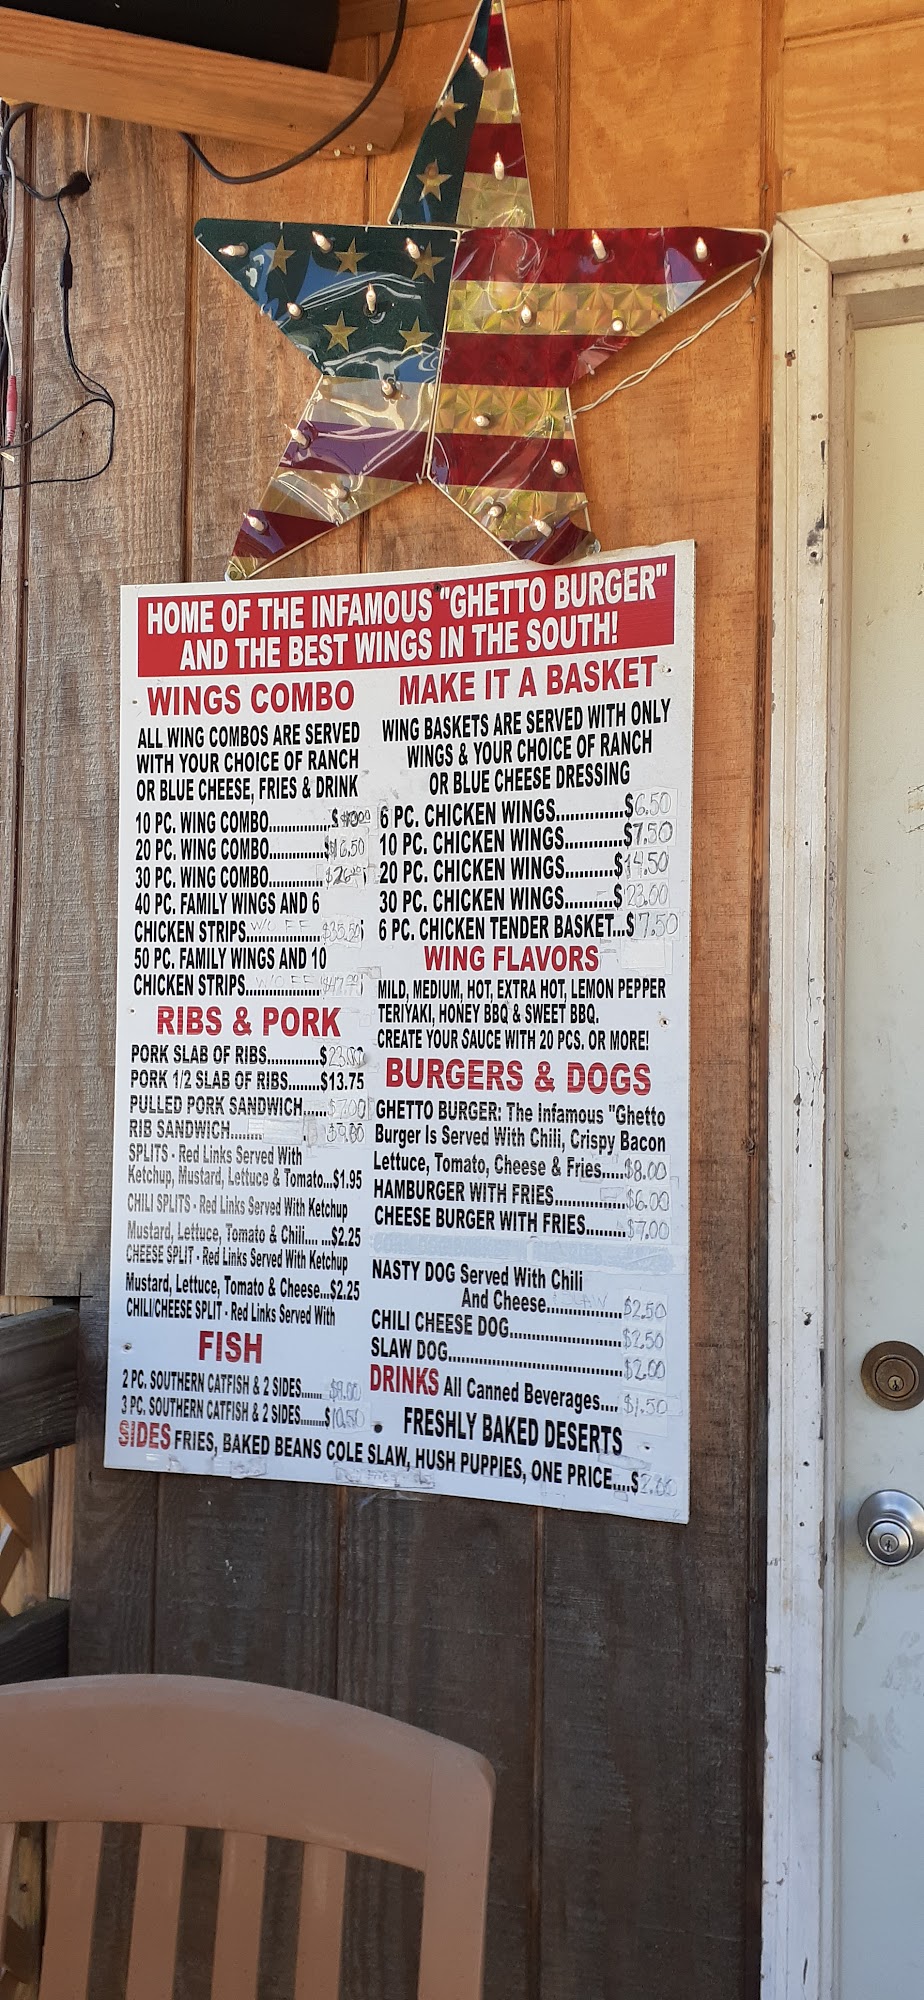 HOME OF THE INFAMOUS "GHETTO BURGER"
AND THE BEST WINGS IN THE SOUTH!
WINGS COMBO
ALL WING COMBOS ARE SERVED
WITH YOUR CHOICE OF RANCH
OR BLUE CHEESE, FRIES & DRINK
10 PC. WING COMBO..............$
20 PC. WING COMBO.............$16.50
30 PC. WING COMBO.............
40 PC. FAMILY WINGS AND 6
CHICKEN STRIPS
50 PC. FAMILY WINGS AND 10
CHICKEN STRIPS
RIBS & PORK
PORK SLAB OF RIBS.............$23.00
PORK 1/2 SLAB OF RIBS........$13.75
PULLED PORK SANDWICH......$7.00
RIB SANDWICH........
SPLITS - Red Links Served With
Ketchup, Mustard, Lettuce & Tomato...$1.95
CHILI SPLITS - Red Links Served With Ketchup
Mustard, Lettuce, Tomato & Chili.... ...$2.25
CHEESE SPLIT - Red Links Served With Ketchup
Mustard, Lettuce, Tomato & Cheese...$2.25
CHILI/CHEESE SPLIT - Red Links Served With
FISH
2 PC. SOUTHERN CATFISH & 2 SIDES...... $9.00
3 PC. SOUTHERN CATFISH & 2 SIDES.......$10.50
MAKE IT A BASKET
WING BASKETS ARE SERVED WITH ONLY
WINGS & YOUR CHOICE OF RANCH
OR BLUE CHEESE DRESSING
6 PC. CHICKEN WINGS.............$6.50
10 PC. CHICKEN WINGS...........$7.50
20 PC. CHICKEN WINGS..........$14.50
30 PC. CHICKEN WINGS..........$23.00
6 PC. CHICKEN TENDER BASKET...$7.50
WING FLAVORS
MILD, MEDIUM, HOT, EXTRA HOT, LEMON PEPPER
TERIYAKI, HONEY BBQ & SWEET BBQ.
CREATE YOUR SAUCE WITH 20 PCS. OR MORE!
BURGERS & DOGS
GHETTO BURGER: The Infamous "Ghetto
Burger Is Served With Chili, Crispy Bacon
Lettuce, Tomato, Cheese & Fries.....$8.00
HAMBURGER WITH FRIES..............$6.00
CHEESE BURGER WITH FRIES.........$7.00
NASTY DOG Served With Chili
And Cheese...............$2.50
CHILI CHEESE DOG.......................$2.50
SLAW DOG...................................$2.00
DRINKS All Canned Beverages.... $1.50
FRESHLY BAKED DESERTS
SIDES FRIES, BAKED BEANS COLE SLAW, HUSH PUPPIES, ONE PRICE....$2.00